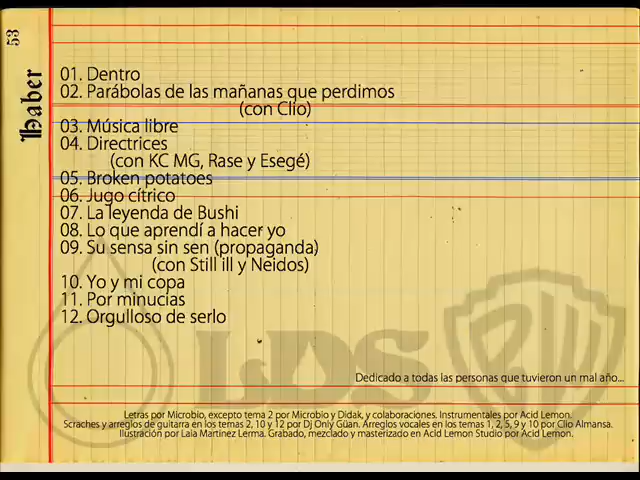 53
Haber
01. Dentro
02. Parábolas de las mañanas que perdimos
(con Clio)
03. Música libre
04. Directrices
(con KC MG, Rase y Esegé)
05. Broken potatoes
06. Jugo cítrico
07. La leyenda de Bushi
08. Lo que aprendí a hacer yo
09. Su sensa sin sen (propaganda)
(con Still ill y Neidos)
10. Yo y mi copa
11. Por minucias
12. Orgulloso de serlo
LDS
Dedicado a todas las personas que tuvieron un mal año...
Letras por Microbio, excepto tema 2 por Microbio y Didak, y colaboraciones. Instrumentales por Acid Lemon.
Scraches y arreglos de guitarra en los temas 2, 10 y 12 por Dj Only Güan. Arreglos vocales en los temas 1, 2, 5, 9 y 10 por Clio Almansa.
Ilustración por Laia Martinez Lerma. Grabado, mezclado y masterizado en Acid Lemon Studio por Acid Lemon.